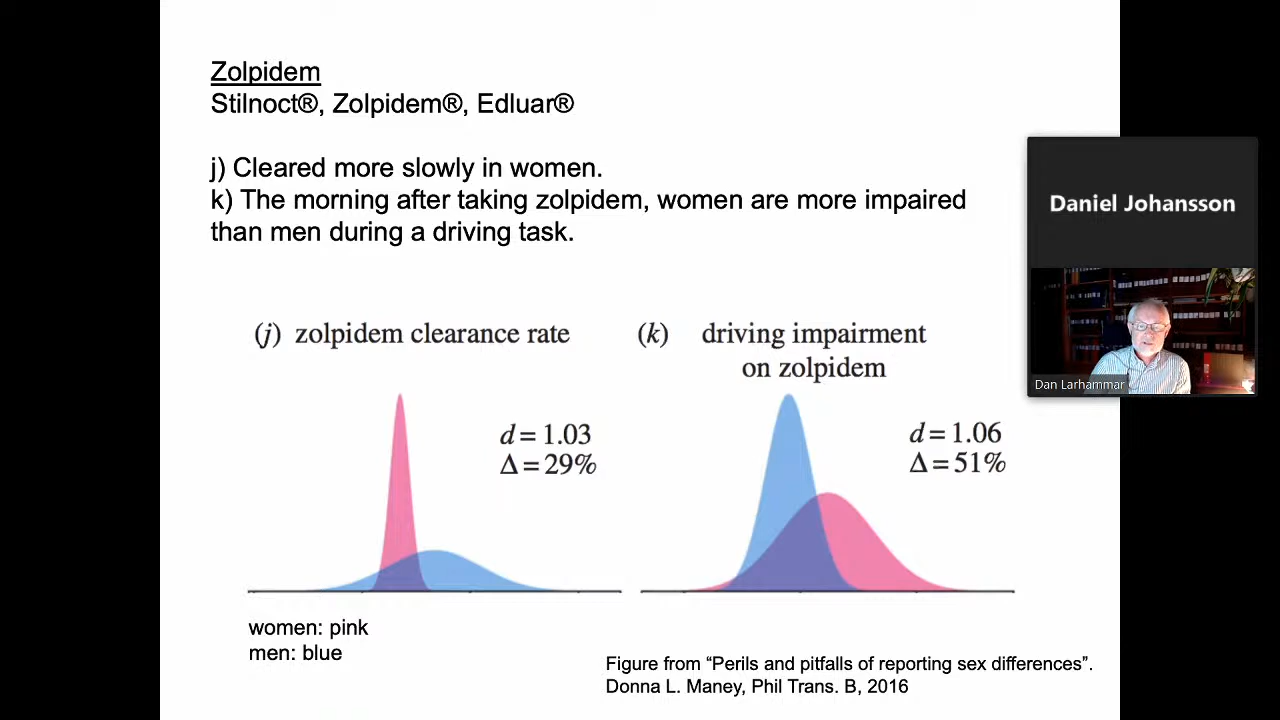 Zolpidem
Stilnoct®, Zolpidem®, Edluar®
j) Cleared more slowly in women.
k) The morning after taking zolpidem, women are more impaired
than men during a driving task.
Daniel Johansson
Dan Larhammar
(j) zolpidem clearance rate
d = 1.03
Δ = 29%
(k) driving impairment
on zolpidem
d = 1.06
Δ = 51%
women: pink
men: blue
Figure from “Perils and pitfalls of reporting sex differences”.
Donna L. Maney, Phil Trans. B, 2016